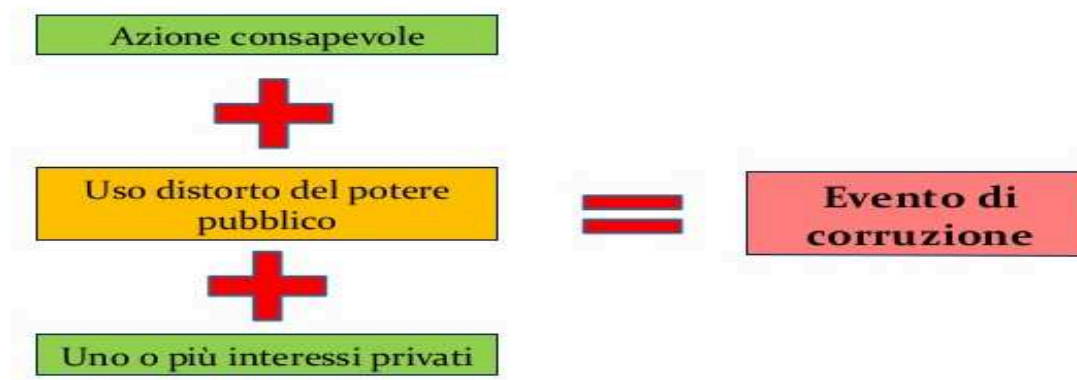 Azione consapevole
Uso distorto del potere
pubblico
Uno o più interessi privati
Evento di
corruzione